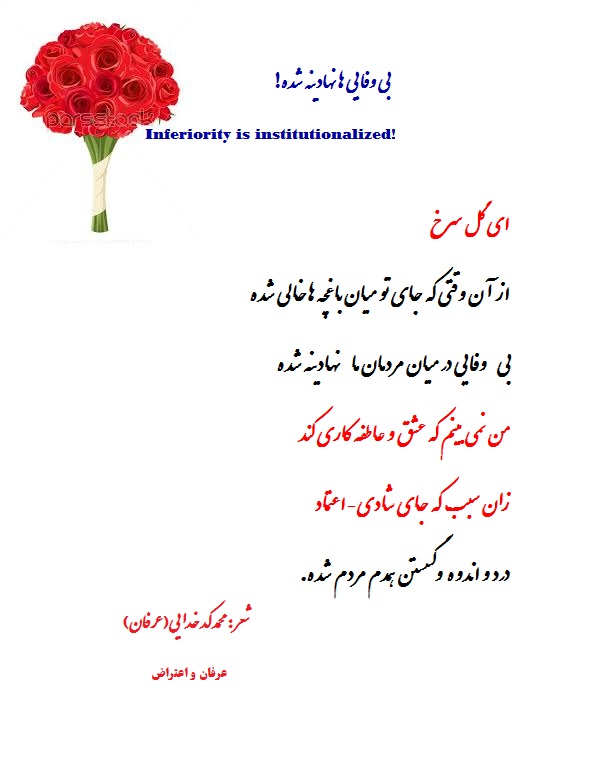 بی وفایی ها نهادینه شده!
Inferiority is institutionalized!
ای گل سرخ
از آن وقتی که جای تو میان باغچه ها خالی شده
بی وفایی در میان مردمان ما نهادینه شده
من نمی بینم که عشق و عاطفه کاری کند
زان سبب که جای شادی-اعتماد
درد و اندوه و گسستن همدم مردم شده.
شعر: محمد کدخدایی(عرفان)
عرفان و اعتراض